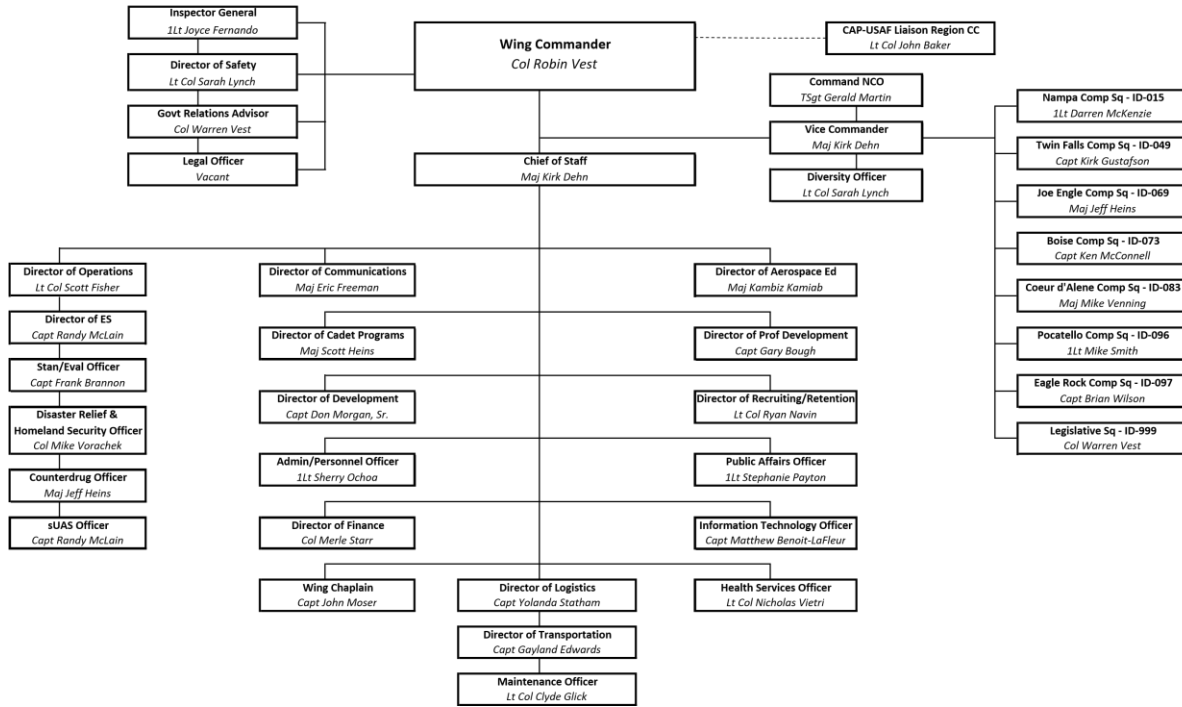 Inspector General
1Lt Joyce Fernando
Director of Safety
Lt Col Sarah Lynch
Govt Relations Advisor
Col Warren Vest
Legal Officer
Vacant
Wing Commander
Col Robin Vest
CAP-USAF Liaison Region CC
Lt Col John Baker
Command NCO
TSgt Gerald Martin
Vice Commander
Maj Kirk Dehn
Diversity Officer
Lt Col Sarah Lynch
Chief of Staff
Maj Kirk Dehn
Nampa Comp Sq - ID-015
1Lt Darren McKenzie
Twin Falls Comp Sq - ID-049
Capt Kirk Gustafson
Joe Engle Comp Sq - ID-069
Maj Jeff Heins
Boise Comp Sq - ID-073
Capt Ken McConnell
Coeur d'Alene Comp Sq - ID-083
Maj Mike Venning
Pocatello Comp Sq - ID-096
1Lt Mike Smith
Eagle Rock Comp Sq - ID-097
Capt Brian Wilson
Legislative Sq - ID-999
Col Warren Vest
Director of Operations
Lt Col Scott Fisher
Director of ES
Capt Randy McLain
Stan/Eval Officer
Capt Frank Brannon
Disaster Relief &
Homeland Security Officer
Col Mike Vorachek
Counterdrug Officer
Maj Jeff Heins
sUAS Officer
Capt Randy McLain
Director of Communications
Maj Eric Freeman
Director of Aerospace Ed
Maj Kambiz Kamiab
Director of Cadet Programs
Maj Scott Heins
Director of Prof Development
Capt Gary Bough
Director of Development
Capt Don Morgan, Sr.
Director of Recruiting/Retention
Lt Col Ryan Navin
Admin/Personnel Officer
1Lt Sherry Ochoa
Public Affairs Officer
1Lt Stephanie Payton
Director of Finance
Col Merle Starr
Information Technology Officer
Capt Matthew Benoit-LaFleur
Wing Chaplain
Capt John Moser
Director of Logistics
Capt Yolanda Statham
Health Services Officer
Lt Col Nicholas Vietri
Director of Transportation
Capt Gayland Edwards
Maintenance Officer
Lt Col Clyde Glick